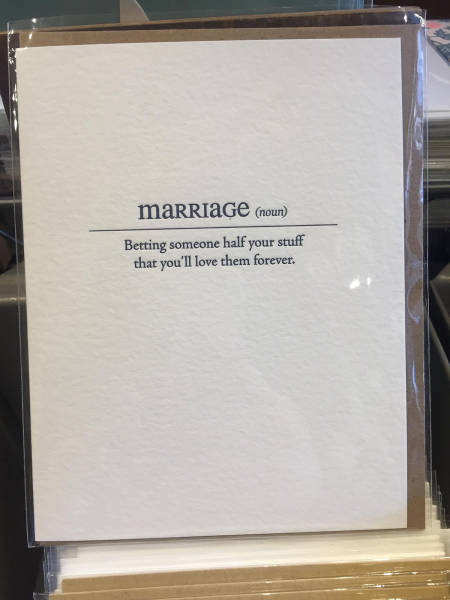 maRRIaGe (noun)
Betting someone half your stuff
that you'll love them forever.